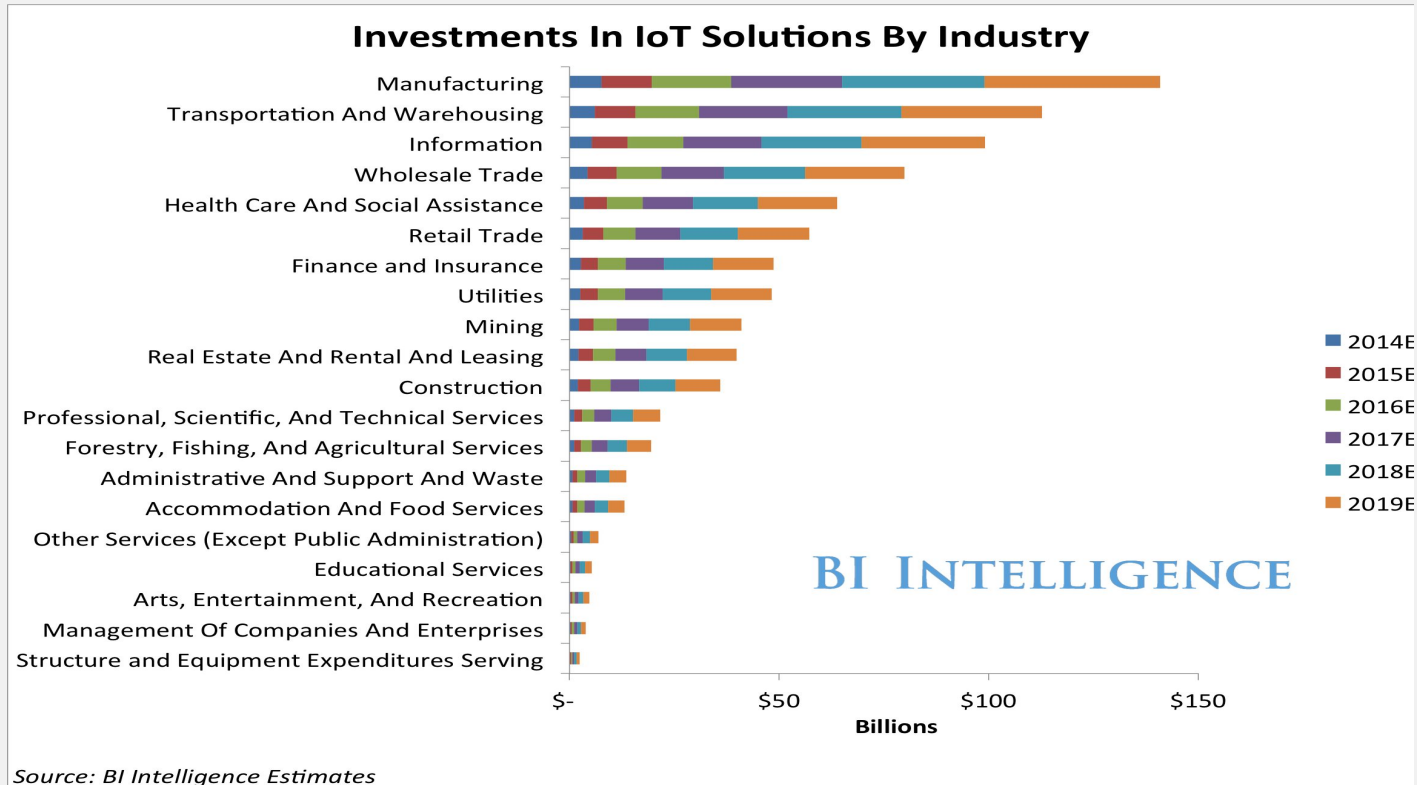 Investments In IoT Solutions By Industry
Manufacturing
Transportation And Warehousing
Information
Wholesale Trade
Health Care And Social Assistance
Retail Trade
Finance and Insurance
Utilities
Mining
Real Estate And Rental And Leasing
Construction
Professional, Scientific, And Technical Services
Forestry, Fishing, And Agricultural Services
Administrative And Support And Waste
Accommodation And Food Services
Other Services (Except Public Administration)
Educational Services
Arts, Entertainment, And Recreation
Management Of Companies And Enterprises
Structure and Equipment Expenditures Serving
2014E
2015E
2016E
2017E
2018E
2019E
BI INTELLIGENCE
$- $50 $100 $150
Billions
Source: BI Intelligence Estimates